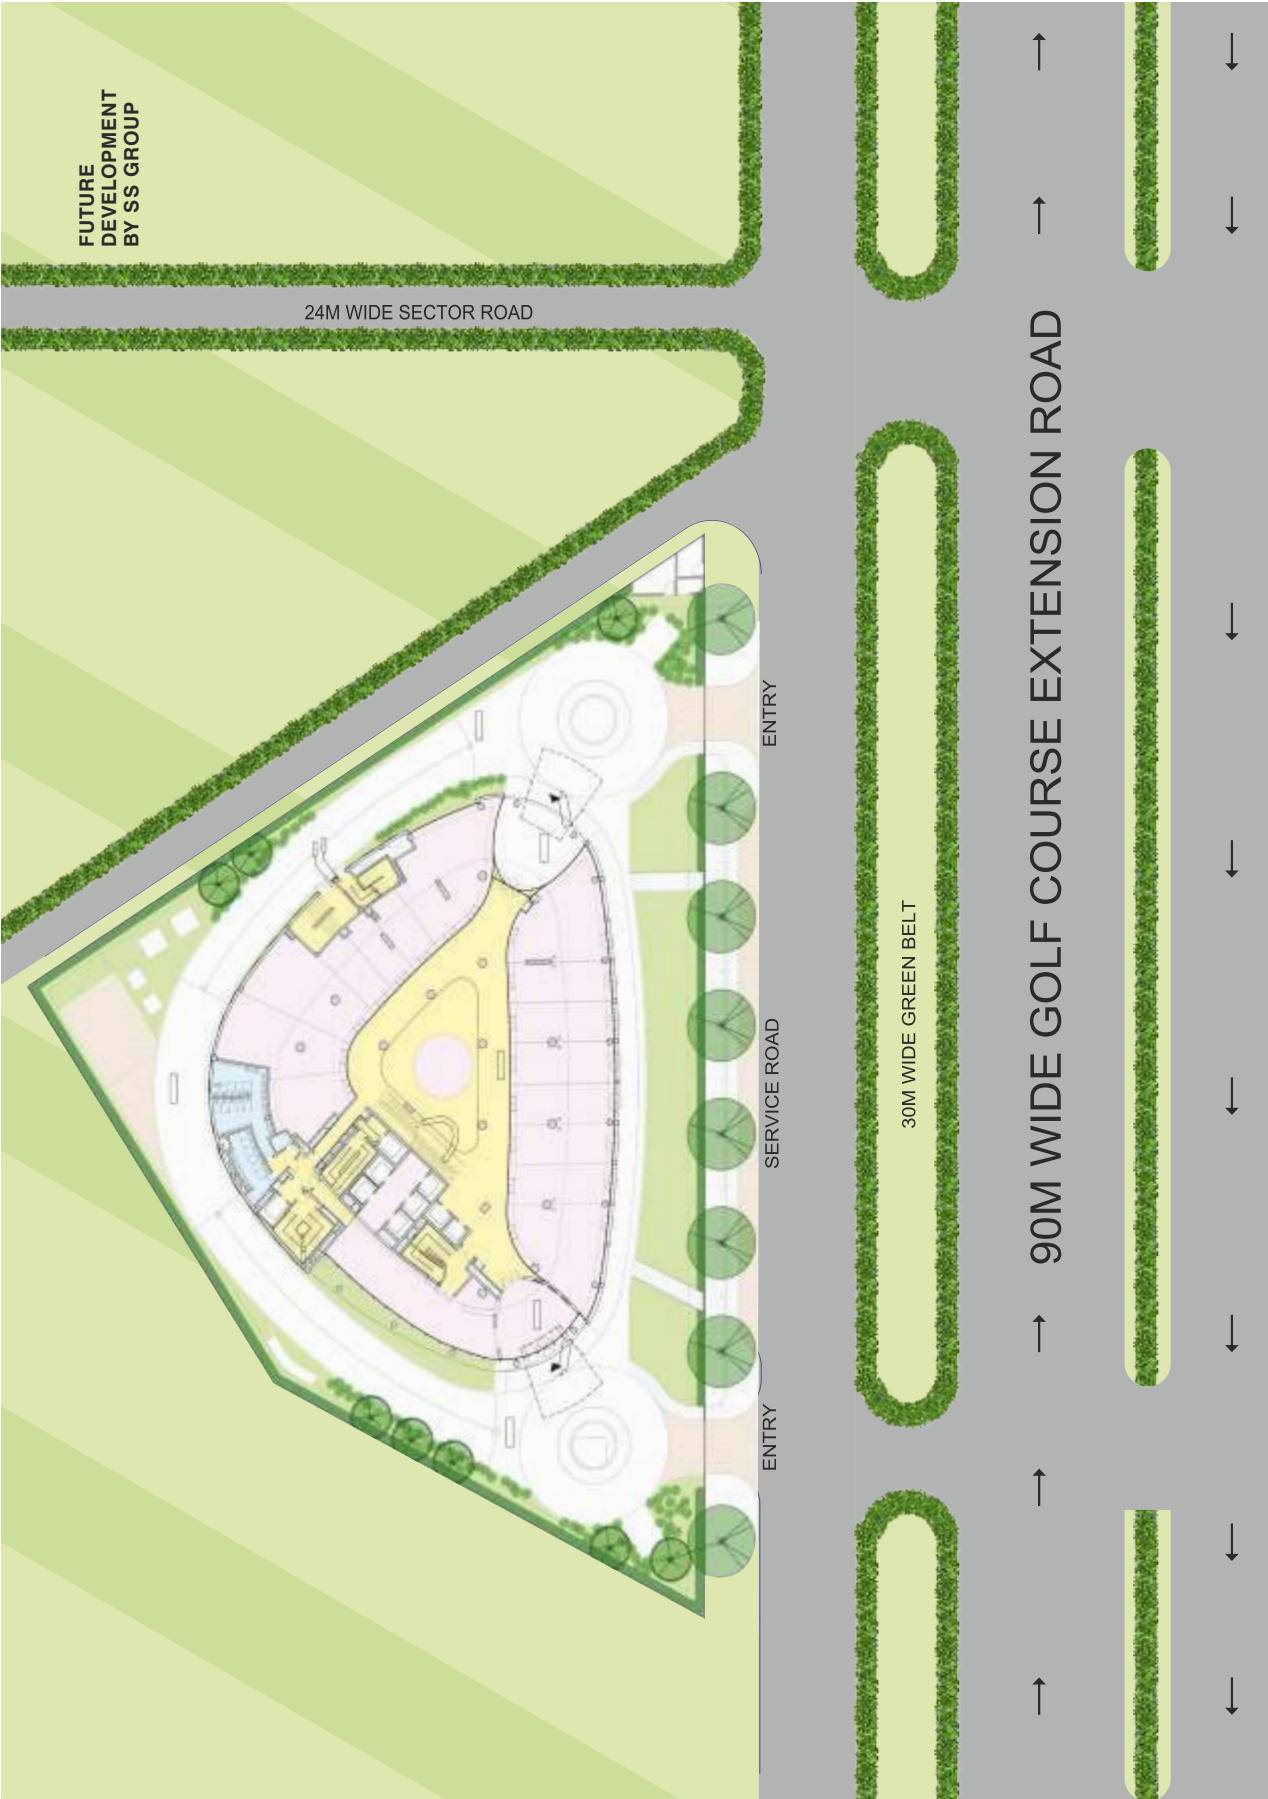 FUTURE
DEVELOPMENT
BY SS GROUP
24M WIDE SECTOR ROAD
90M WIDE GOLF COURSE EXTENSION ROAD
ENTRY
30M WIDE GREEN BELT
SERVICE ROAD
ENTRY